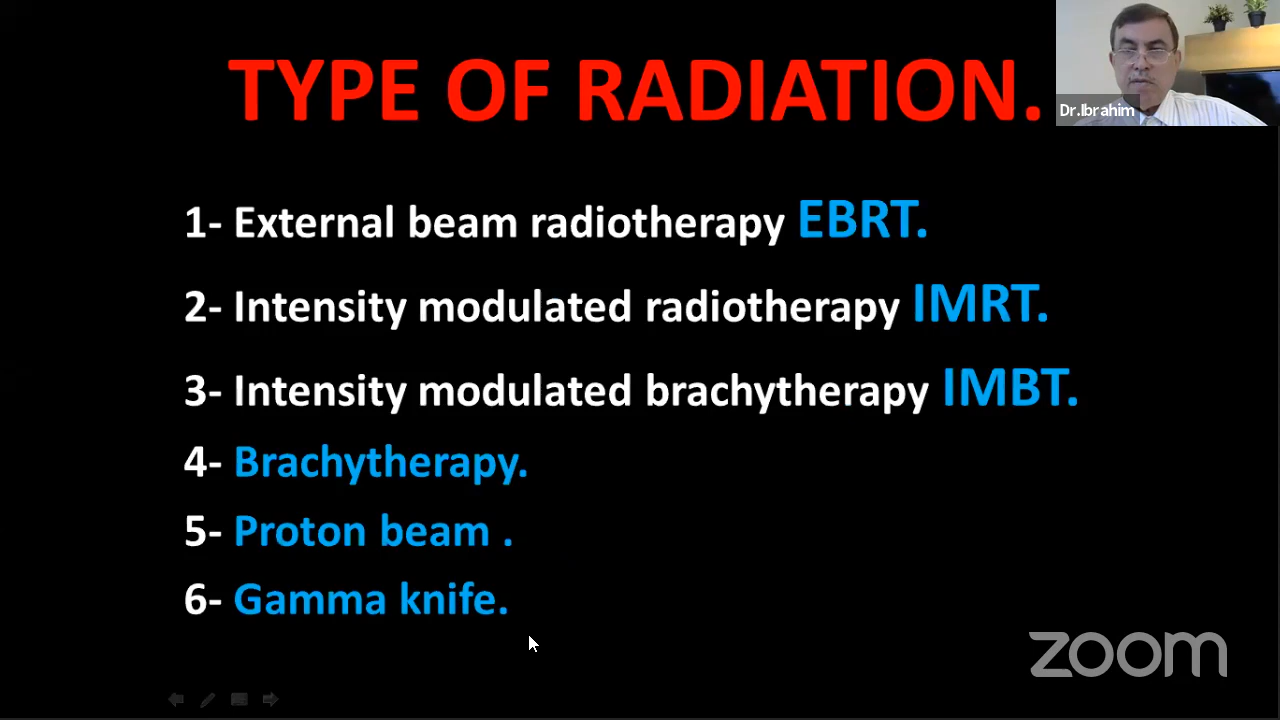 TYPE OF RADIATION.
Dr.Ibrahim
1- External beam radiotherapy EBRT.
2- Intensity modulated radiotherapy IMRT.
3- Intensity modulated brachytherapy IMBT.
4- Brachytherapy.
5- Proton beam .
6- Gamma knife.
zoom